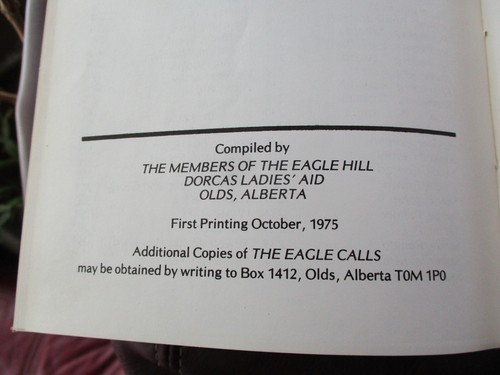 Compiled by
THE MEMBERS OF THE EAGLE HILL
DORCAS LADIES' AID
OLDS, ALBERTA
First Printing October, 1975
Additional Copies of THE EAGLE CALLS
may be obtained by writing to Box 1412, Olds, Alberta T0M 1P0